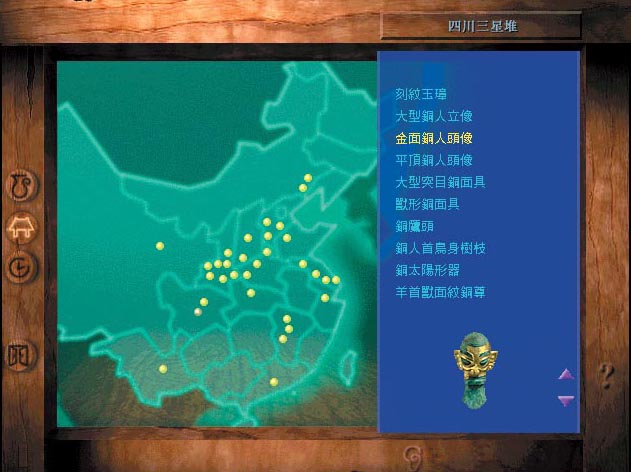 四川三星堆
刻紋玉璋
大型銅人立像
金面銅人頭像
平頂銅人頭像
大型突目銅面具
獸形銅面具
銅鷹頭
銅人首鳥身樹枝
銅太陽形器
羊首獸面紋銅尊
?